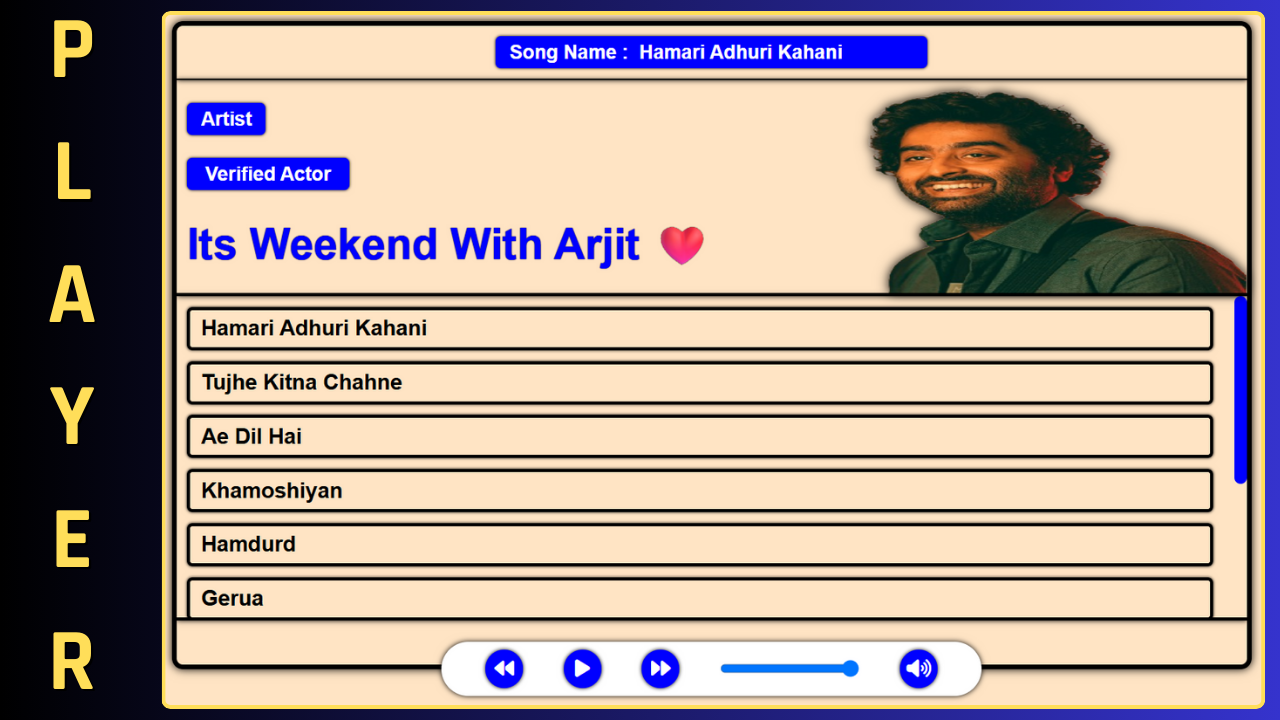 PLAYER
Song Name : Hamari Adhuri Kahani
Artist
Verified Actor
Its Weekend With Arjit
Hamari Adhuri Kahani
Tujhe Kitna Chahne
Ae Dil Hai
Khamoshiyan
Hamdurd
Gerua